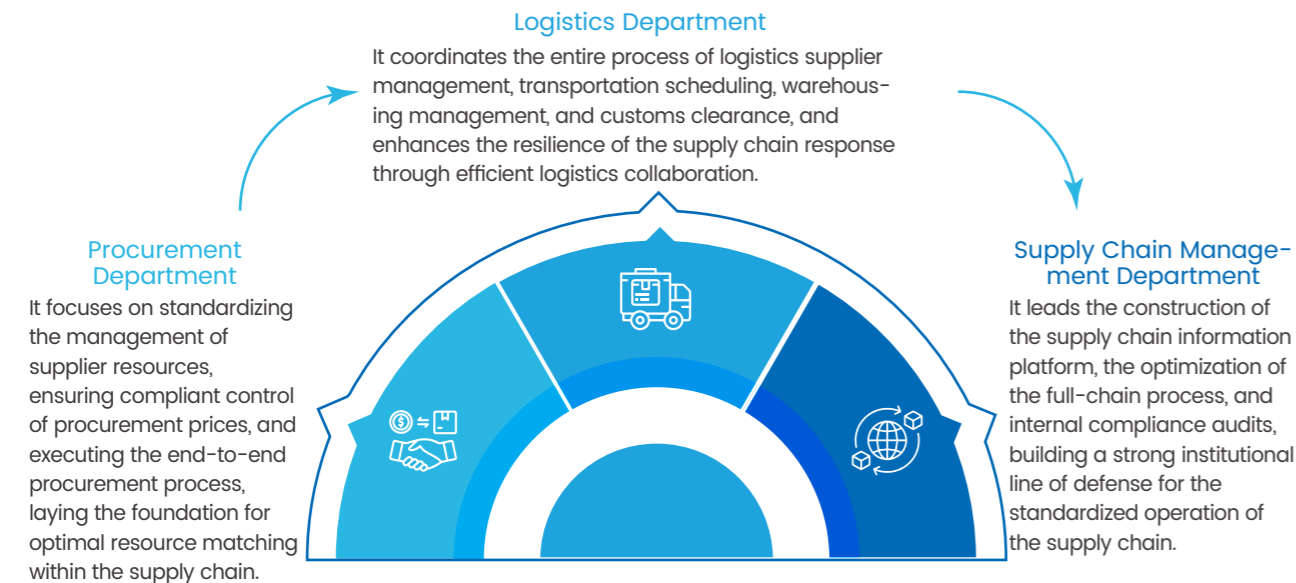 Logistics Department
It coordinates the entire process of logistics supplier
management, transportation scheduling, warehous-
ing management, and customs clearance, and
enhances the resilience of the supply chain response
through efficient logistics collaboration.
Procurement
Department
It focuses on standardizing
the management of
supplier resources,
ensuring compliant control
of procurement prices, and
executing the end-to-end
procurement process,
laying the foundation for
optimal resource matching
within the supply chain.
Supply Chain Manage-
ment Department
It leads the construction of
the supply chain information
platform, the optimization of
the full-chain process, and
internal compliance audits,
building a strong institutional
line of defense for the
standardized operation of
the supply chain.